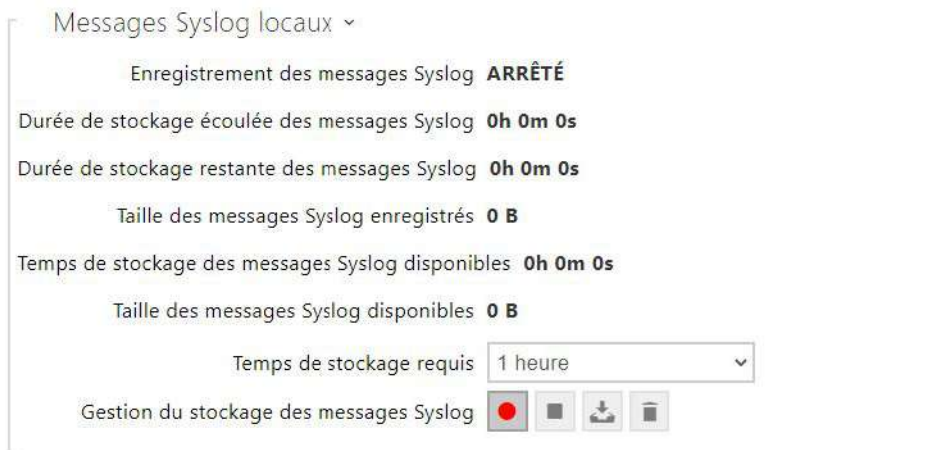 Messages Syslog locaux
Enregistrement des messages Syslog ARRÊTÉ
Durée de stockage écoulée des messages Syslog 0h 0m 0s
Durée de stockage restante des messages Syslog 0h 0m 0s
Taille des messages Syslog enregistrés 0 B
Temps de stockage des messages Syslog disponibles 0h 0m 0s
Taille des messages Syslog disponibles 0 B
Temps de stockage requis 1 heure
Gestion du stockage des messages Syslog